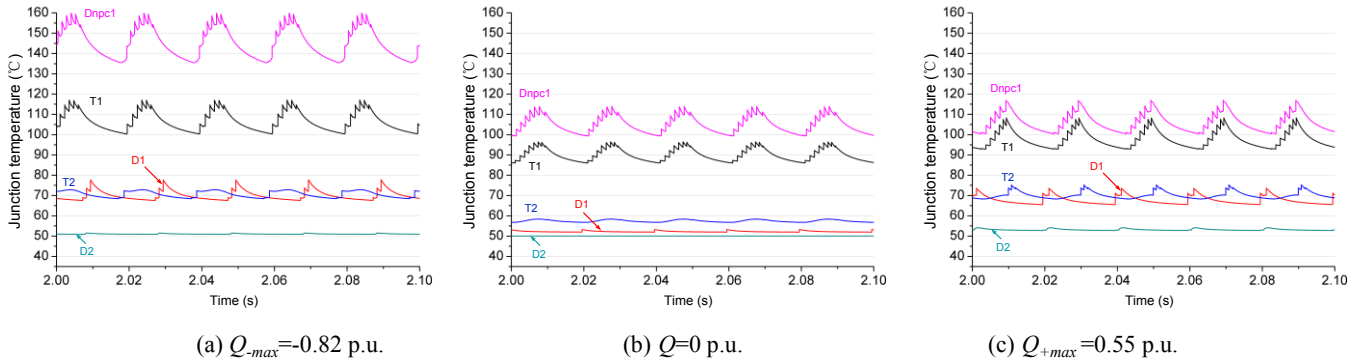 Junction temperature (℃)
160
150
140
130
120
110
100
90
80
70
60
50
40
Dnpc1
T1
D1
T2
D2
2.00 2.02 2.04 2.06 2.08 2.10
Time (s)
(a) Q-max=-0.82 p.u.
Junction temperature (℃)
160
150
140
130
120
110
100
90
80
70
60
50
40
Dnpc1
T1
T2
D1
D2
2.00 2.02 2.04 2.06 2.08 2.10
Time (s)
(b) Q=0 p.u.
Junction temperature (℃)
160
150
140
130
120
110
100
90
80
70
60
50
40
Dnpc1
T1
T2
D1
D2
2.00 2.02 2.04 2.06 2.08 2.10
Time (s)
(c) Q+max =0.55 p.u.